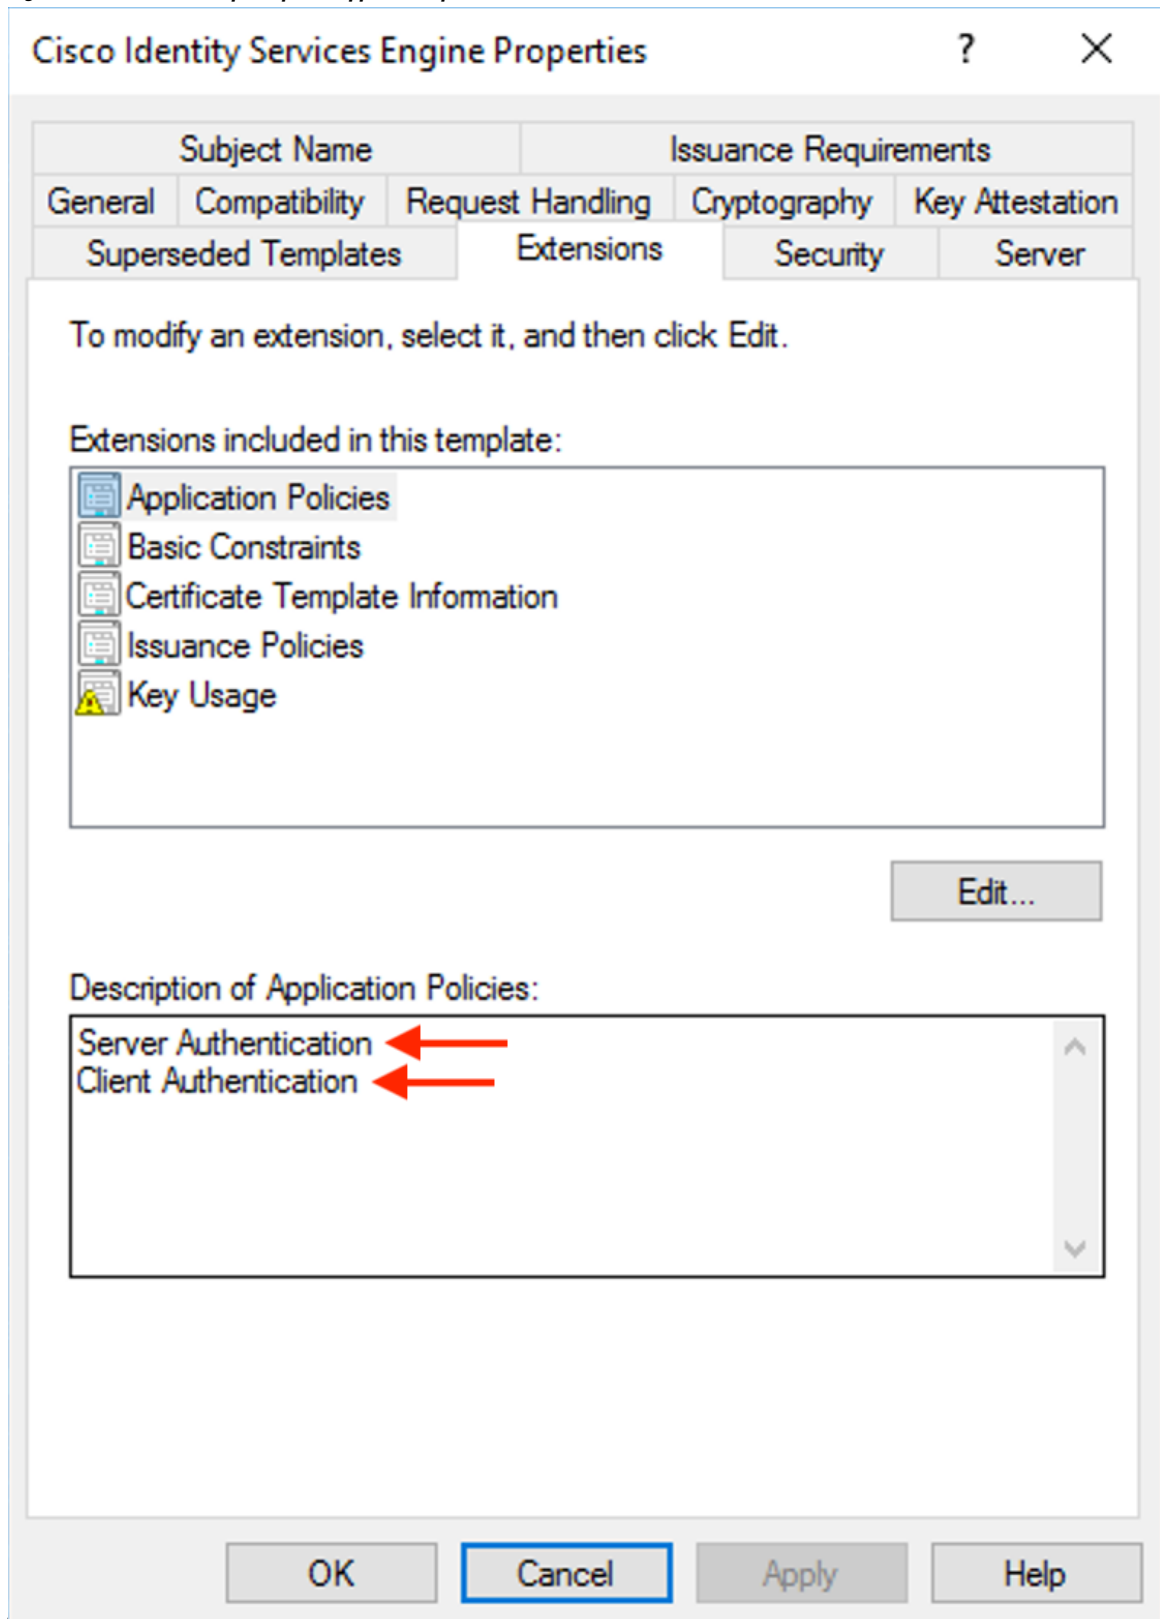 Cisco Identity Services Engine Properties
?
Subject Name
Issuance Requirements
General
Compatibility
Request Handling
Cryptography
Key Attestation
Superseded Templates
Extensions
Security
Server
To modify an extension, select it, and then click Edit.
Extensions included in this template:
Application Policies
Basic Constraints
Certificate Template Information
Issuance Policies
Key Usage
Edit...
Description of Application Policies:
Server Authentication
Client Authentication
OK
Cancel
Apply
Help